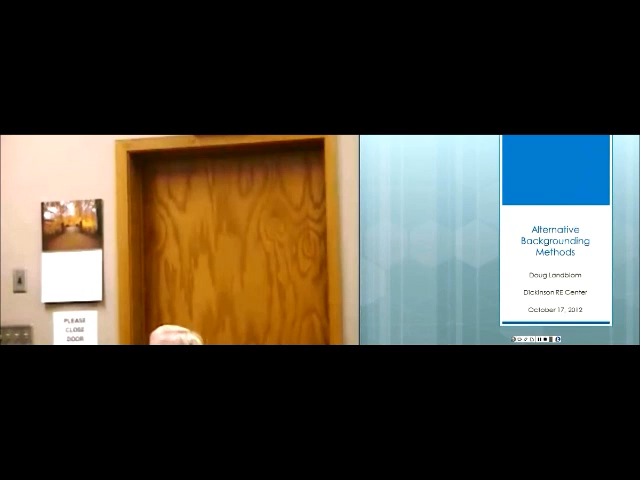 PLEASE
CLOSE
DOOR
Alternative
Backgrounding
Methods
Doug Landblom
Dickinson RE Center
October 17, 2012